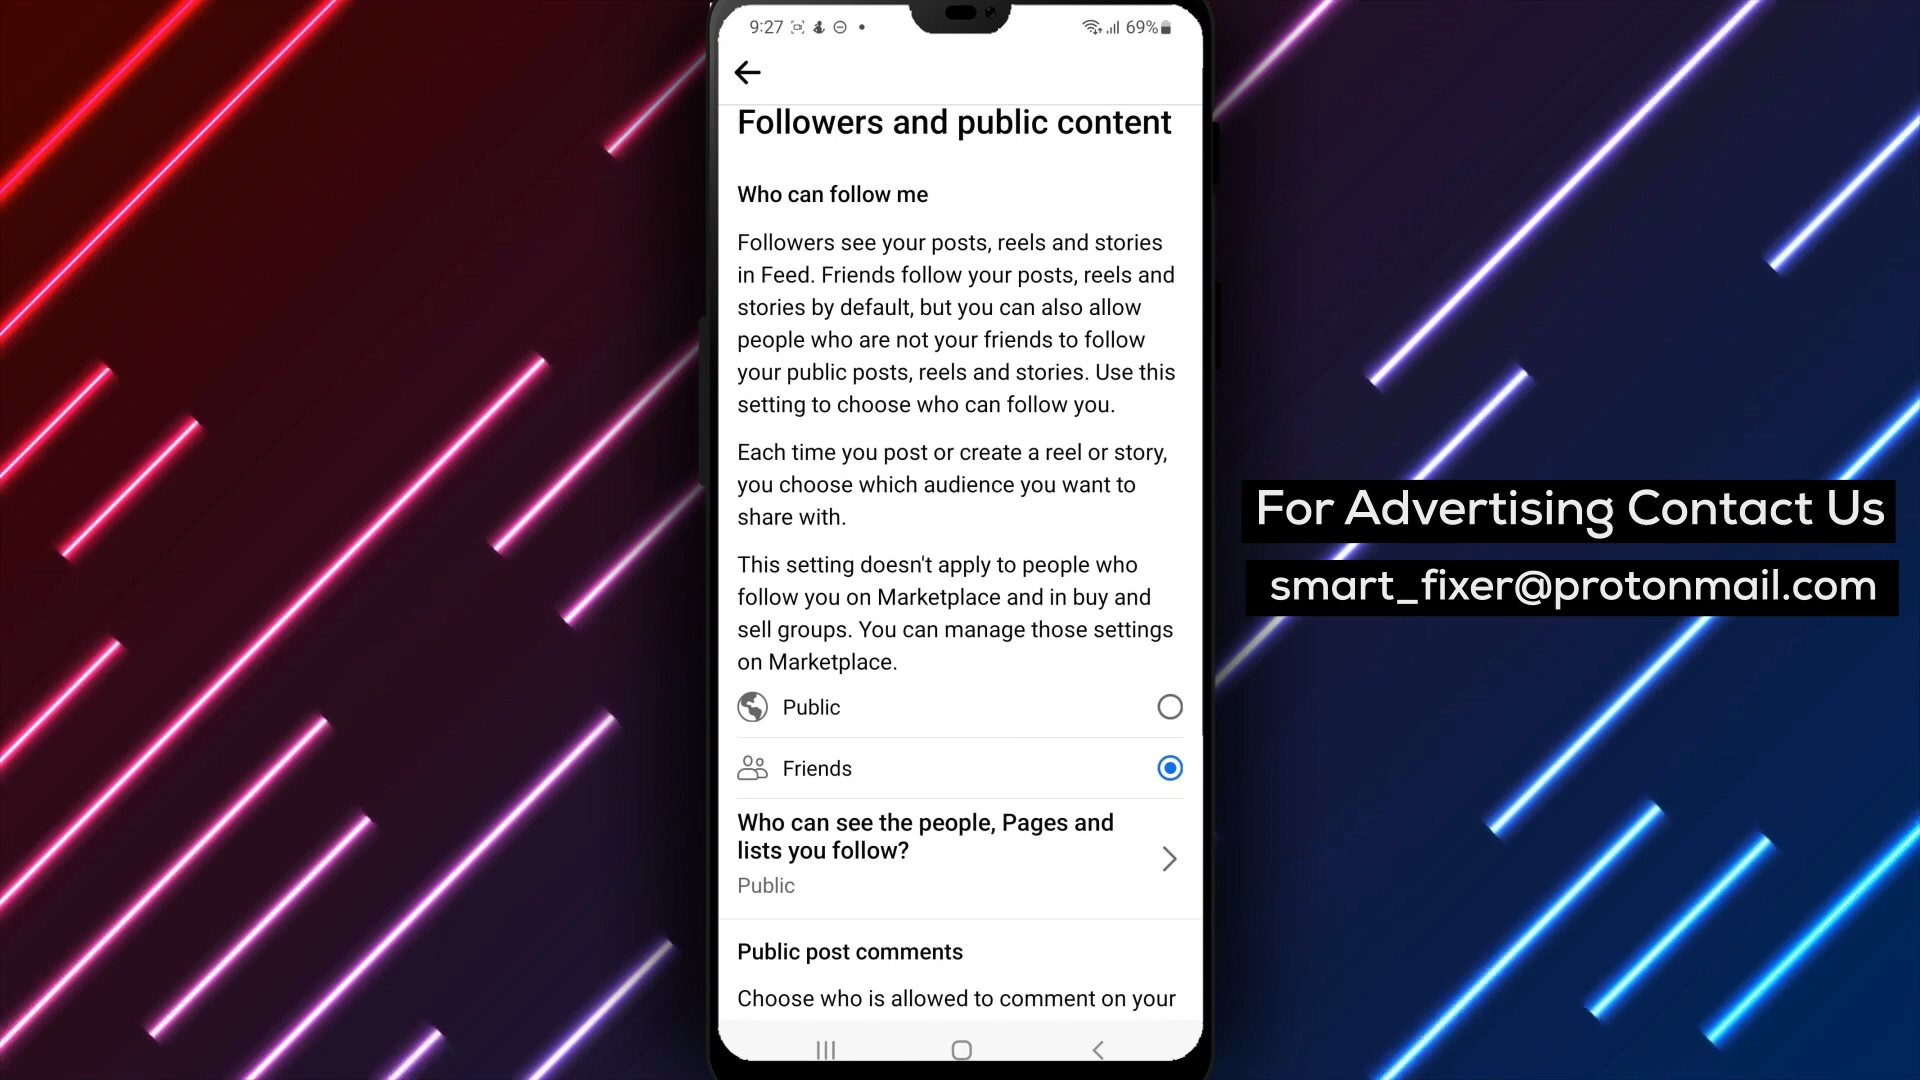 9:27
69%
Followers and public content
Who can follow me
Followers see your posts, reels and stories
in Feed. Friends follow your posts, reels and
stories by default, but you can also allow
people who are not your friends to follow
your public posts, reels and stories. Use this
setting to choose who can follow you.
Each time you post or create a reel or story,
you choose which audience you want to
share with.
This setting doesn't apply to people who
follow you on Marketplace and in buy and
sell groups. You can manage those settings
on Marketplace.
Public
Friends
Who can see the people, Pages and
lists you follow?
Public
Public post comments
Choose who is allowed to comment on your
For Advertising Contact Us
smart_fixer@protonmail.com